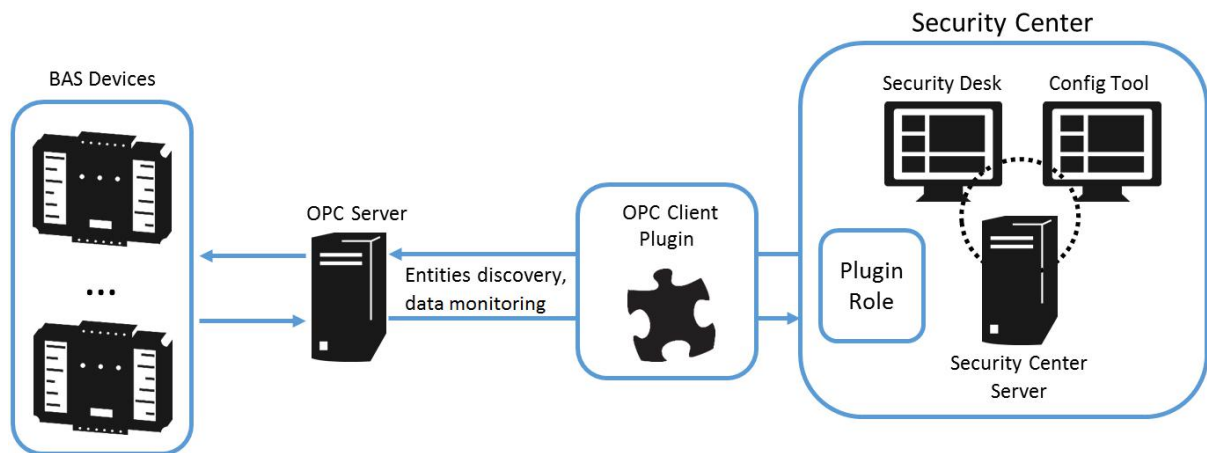 Security Center
BAS Devices
Security Desk
Config Tool
OPC Server
OPC Client
Plugin
Entities discovery,
data monitoring
Plugin
Role
Security Center
Server
...